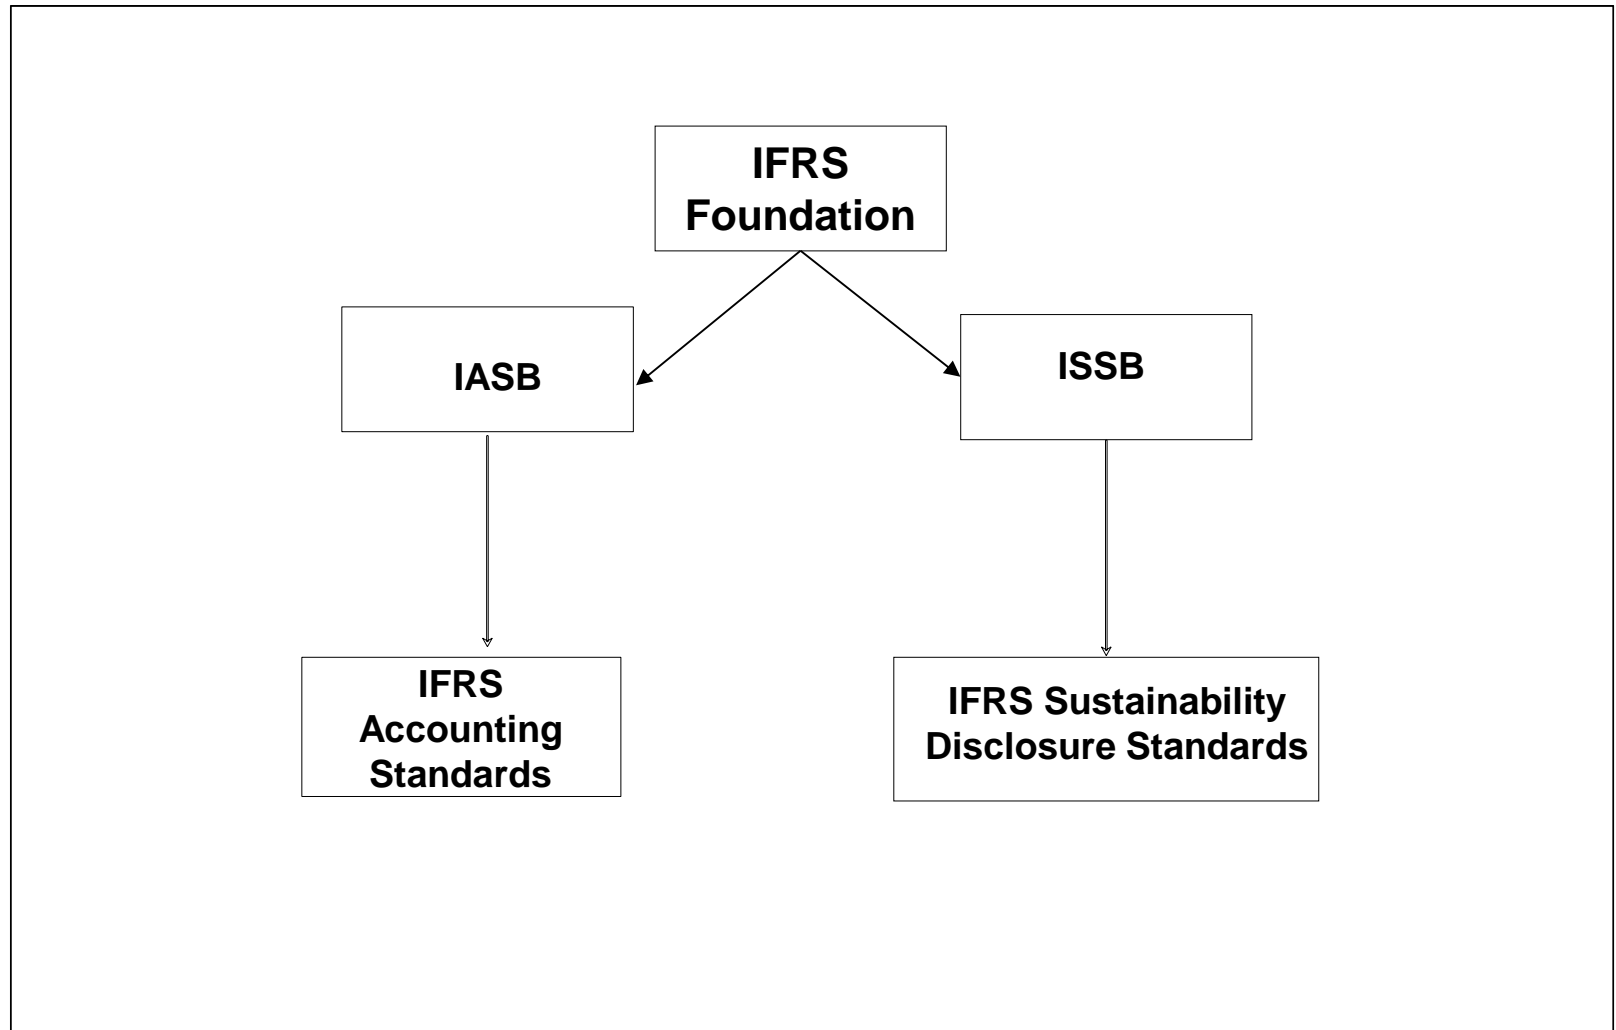 IFRS
Foundation
IASB
ISSB
IFRS
Accounting
Standards
IFRS Sustainability
Disclosure Standards